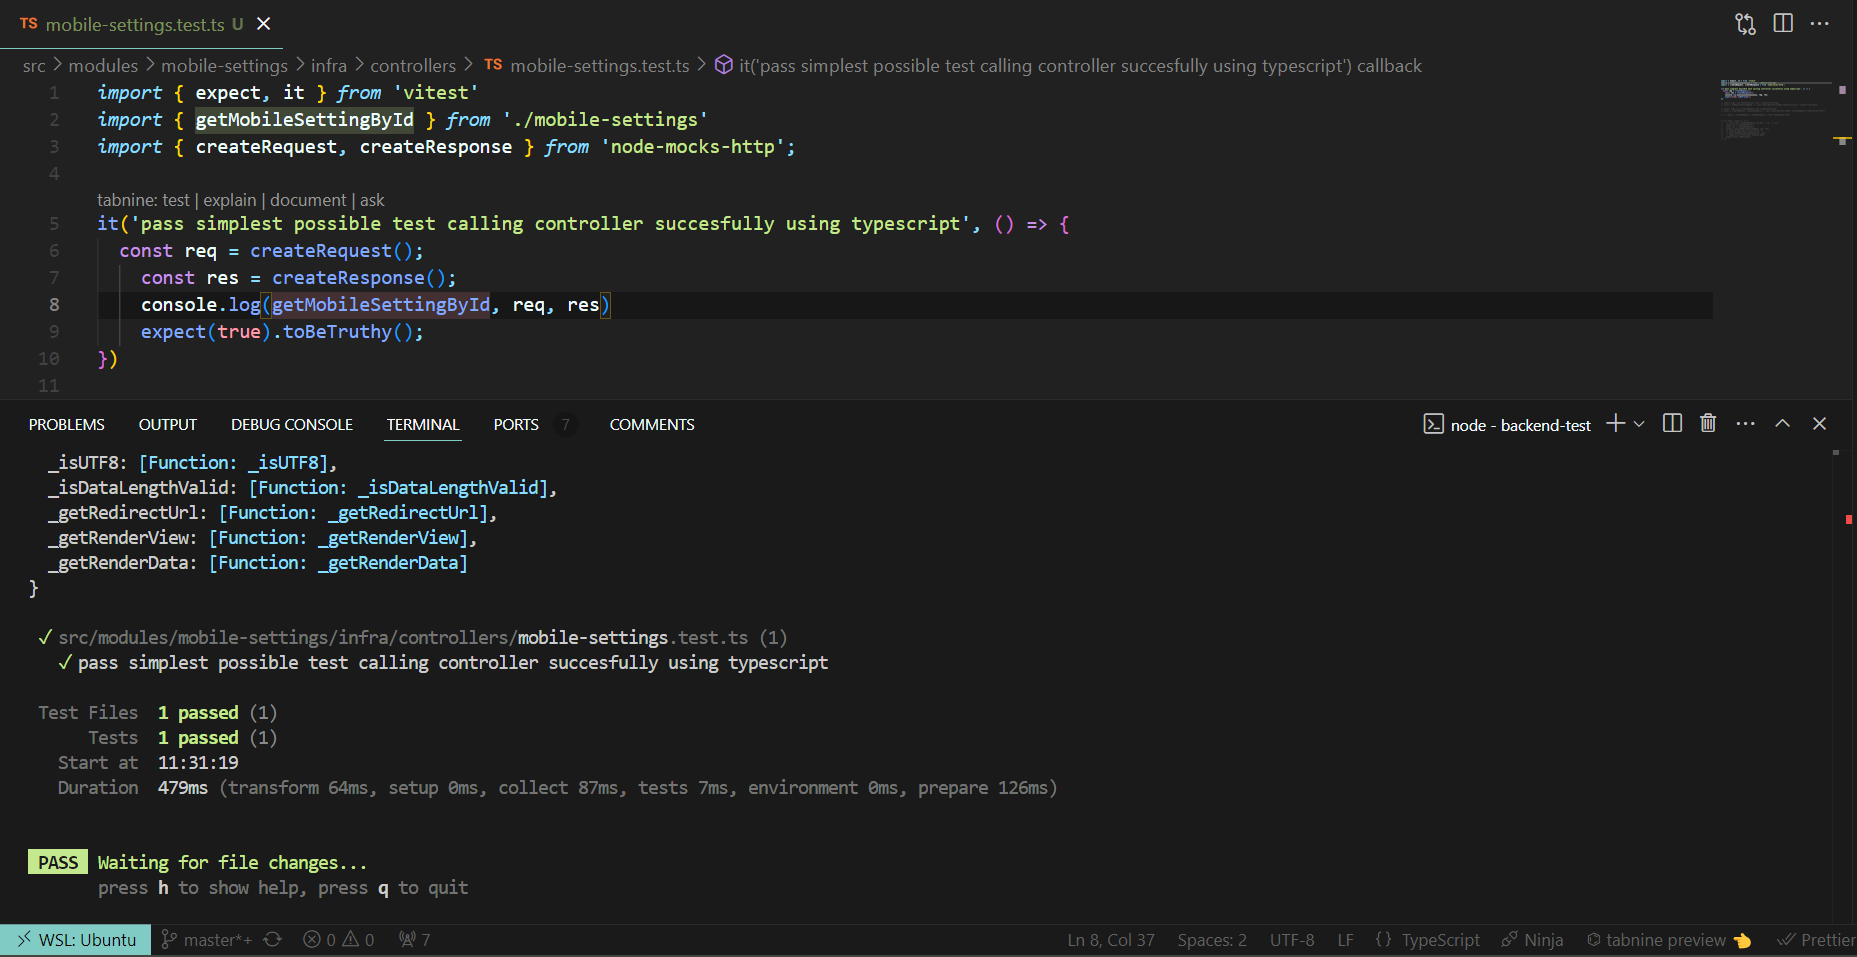 TS mobile-settings.test.ts U
src > modules > mobile-settings > infra > controllers > TS mobile-settings.test.ts > it('pass simplest possible test calling controller succesfully using typescript') callback
1 import { expect, it } from 'vitest'
2 import { getMobileSettingById } from './mobile-settings'
3 import { createRequest, createResponse } from 'node-mocks-http';
4
tabnine: test | explain | document | ask
5 it('pass simplest possible test calling controller succesfully using typescript', () => {
6 const req = createRequest();
7 const res = createResponse();
8 console.log(getMobileSettingById, req, res)
9 expect(true).toBeTruthy();
10 })
11
PROBLEMS OUTPUT DEBUG CONSOLE TERMINAL PORTS 7 COMMENTS node - backend-test
_isUTF8: [Function: _isUTF8],
_isDataLengthValid: [Function: _isDataLengthValid],
_getRedirectUrl: [Function: _getRedirectUrl],
_getRenderView: [Function: _getRenderView],
_getRenderData: [Function: _getRenderData]
}
✓ src/modules/mobile-settings/infra/controllers/mobile-settings.test.ts (1)
✓ pass simplest possible test calling controller succesfully using typescript
Test Files 1 passed (1)
Tests 1 passed (1)
Start at 11:31:19
Duration 479ms (transform 64ms, setup 0ms, collect 87ms, tests 7ms, environment 0ms, prepare 126ms)
PASS Waiting for file changes...
press h to show help, press q to quit
WSL: Ubuntu master*+ 0 0 7 Ln 8, Col 37 Spaces: 2 UTF-8 LF {} TypeScript Ninja tabnine preview Prettier